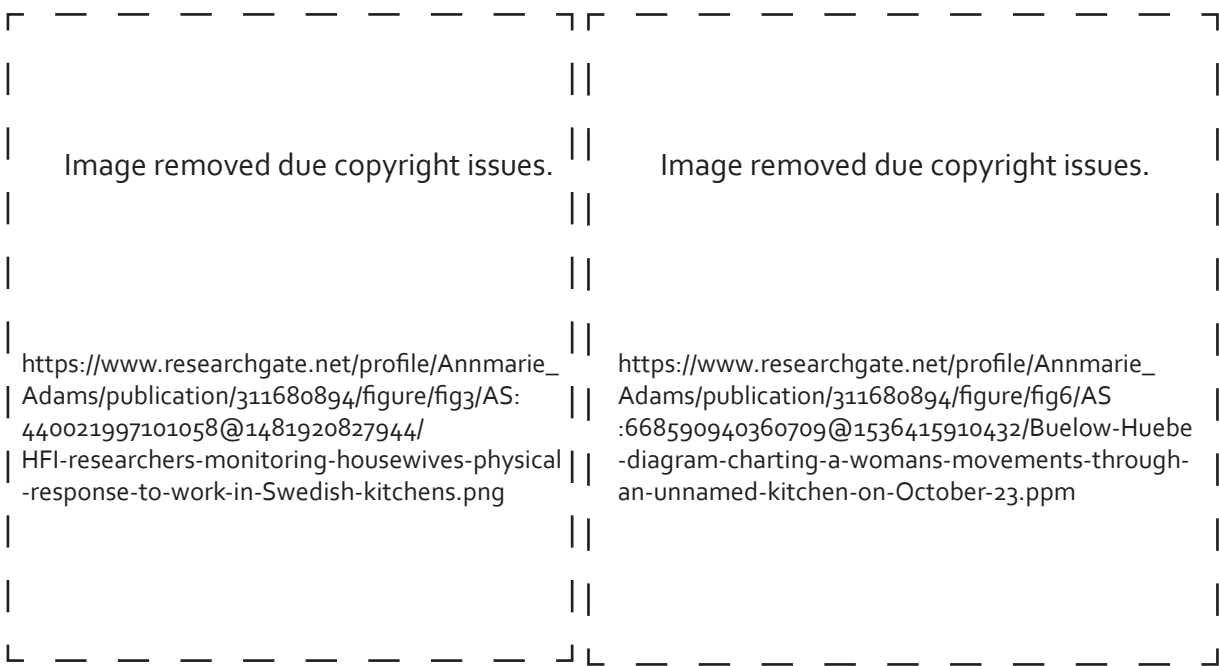 Image removed due copyright issues.
https://www.researchgate.net/profile/Annmarie_
Adams/publication/311680894/figure/fig3/AS:
440021997101058@1481920827944/
HFI-researchers-monitoring-housewives-physical
-response-to-work-in-Swedish-kitchens.png
Image removed due copyright issues.
https://www.researchgate.net/profile/Annmarie_
Adams/publication/311680894/figure/fig6/AS
:668590940360709@1536415910432/Buelow-Huebe
-diagram-charting-a-womans-movements-through-
an-unnamed-kitchen-on-October-23.ppm